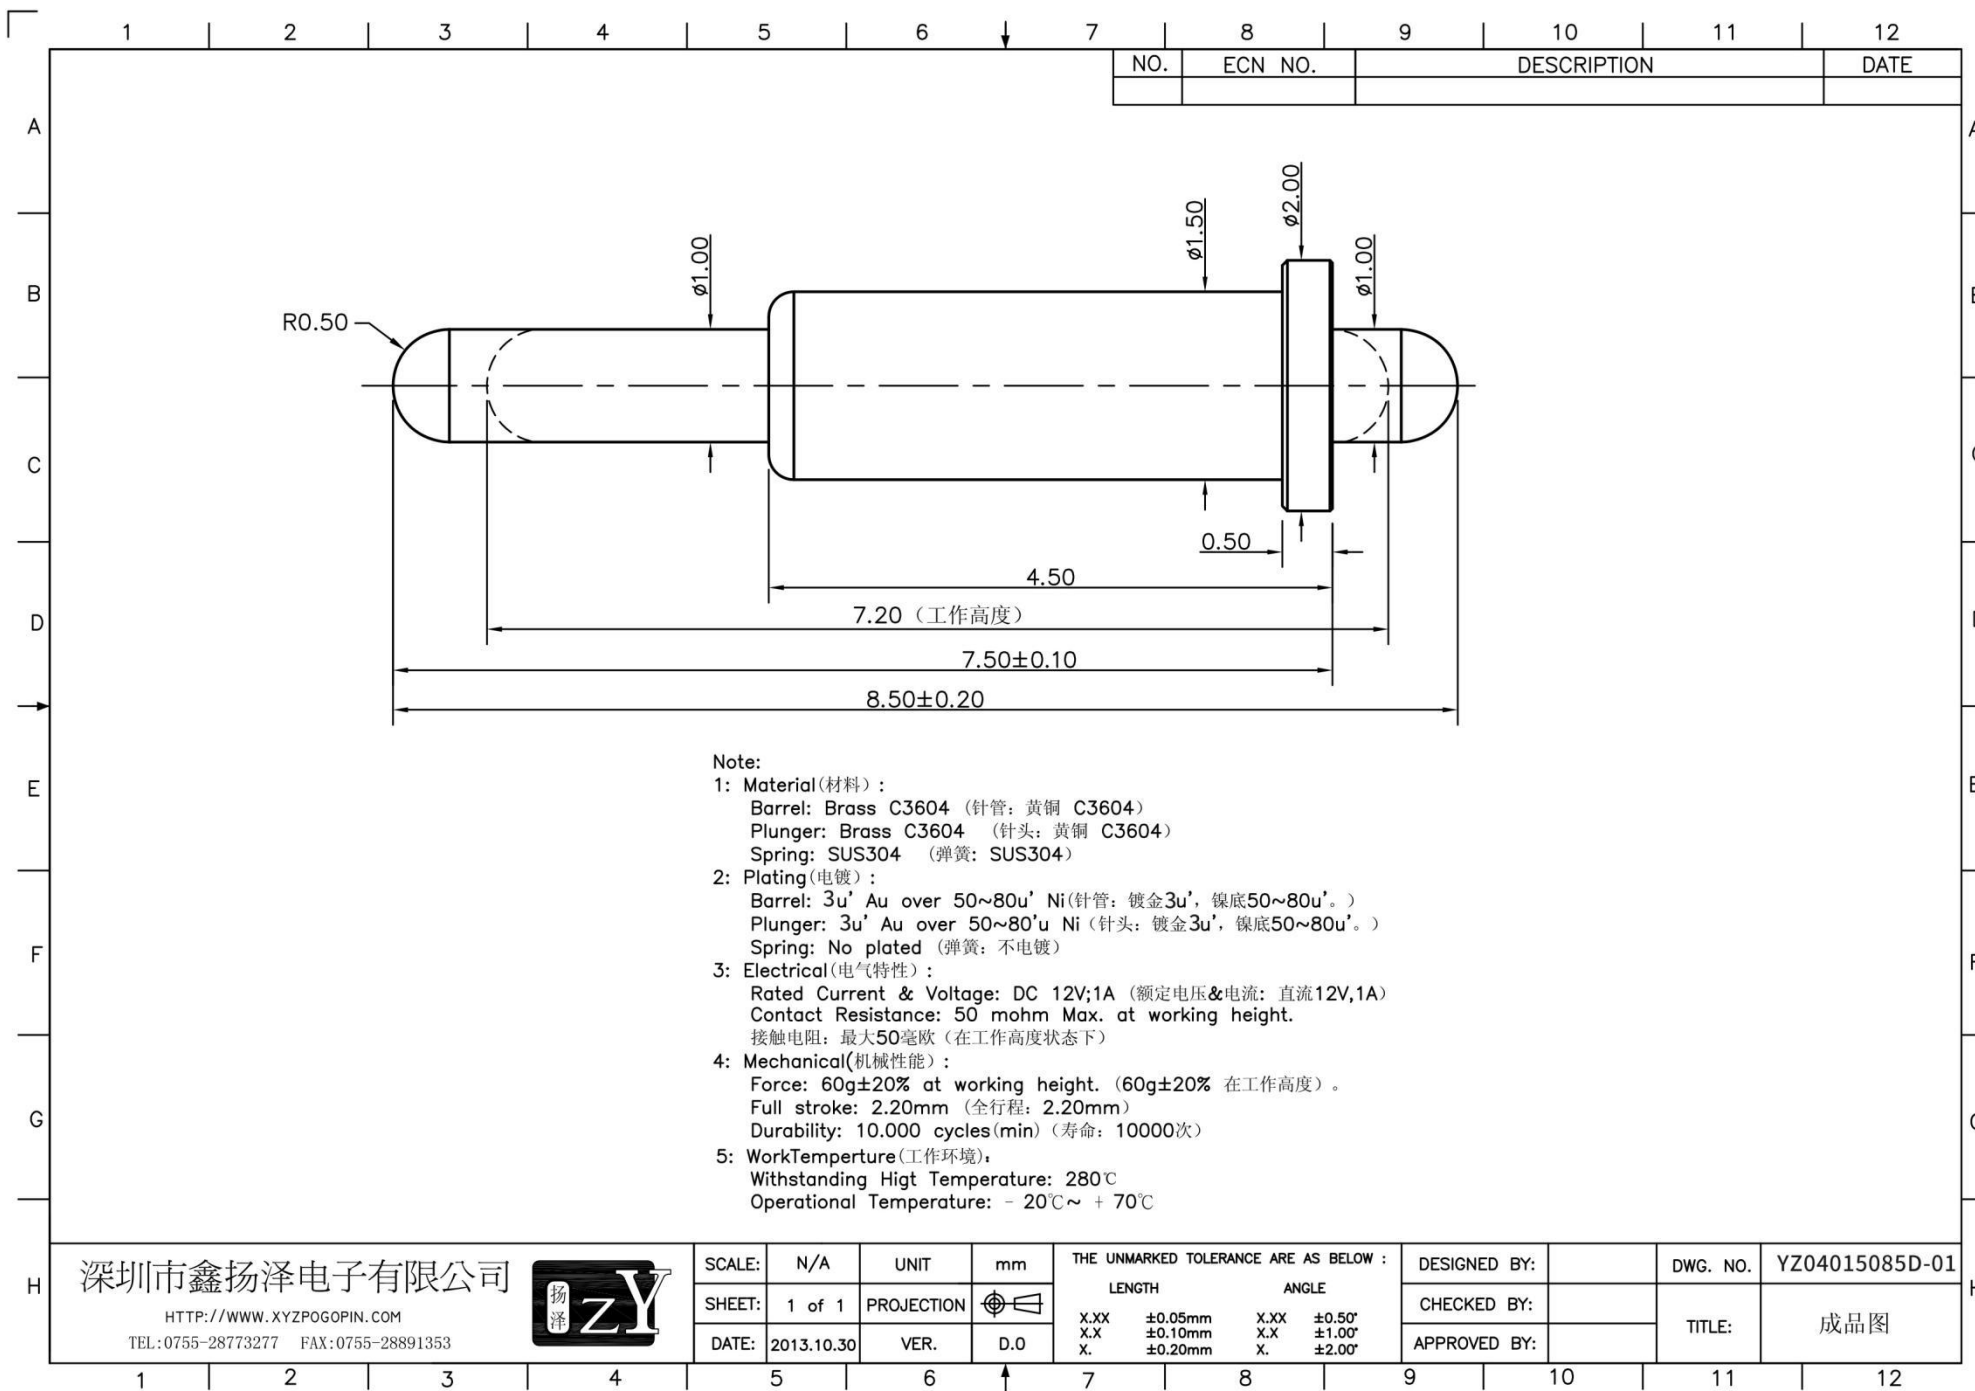 1 2 3 4 5 6 7 8 9 10 11 12
NO. ECN NO. DESCRIPTION DATE
A
B
C
D
E
F
G
H
ø1.00
ø1.50
ø2.00
ø1.00
R0.50
0.50
4.50
7.20（工作高度）
7.50±0.10
8.50±0.20
Note:
1: Material(材料）:
Barrel: Brass C3604（针管: 黄铜 C3604）
Plunger: Brass C3604 （针头: 黄铜 C3604）
Spring: SUS304 （弹簧: SUS304）
2: Plating(电镀）:
Barrel: 3u' Au over 50~80u' Ni(针管: 镀金3u', 镍底50~80u'。）
Plunger: 3u' Au over 50~80'u Ni（针头: 镀金3u', 镍底50~80u'。）
Spring: No plated（弹簧: 不电镀）
3: Electrical(电气特性）:
Rated Current & Voltage: DC 12V;1A（额定电压&电流: 直流12V,1A）
Contact Resistance: 50 mohm Max. at working height.
接触电阻: 最大50毫欧（在工作高度状态下）
4: Mechanical(机械性能）:
Force: 60g±20% at working height.（60g±20% 在工作高度）。
Full stroke: 2.20mm（全行程: 2.20mm）
Durability: 10.000 cycles(min)（寿命: 10000次）
5: WorkTemperture(工作环境):
Withstanding Higt Temperature: 280℃
Operational Temperature: - 20℃~ + 70℃
深圳市鑫扬泽电子有限公司
HTTP://WWW.XYZPOGOPIN.COM
TEL:0755-28773277 FAX:0755-28891353
扬泽 ZY
SCALE: N/A UNIT mm
SHEET: 1 of 1 PROJECTION
DATE: 2013.10.30 VER. D.0
THE UNMARKED TOLERANCE ARE AS BELOW :
LENGTH ANGLE
X.XX ±0.05mm X.XX ±0.50°
X.X ±0.10mm X.X ±1.00°
X. ±0.20mm X. ±2.00°
DESIGNED BY:
CHECKED BY:
APPROVED BY:
DWG. NO. YZ04015085D-01
TITLE: 成品图
1 2 3 4 5 6 7 8 9 10 11 12